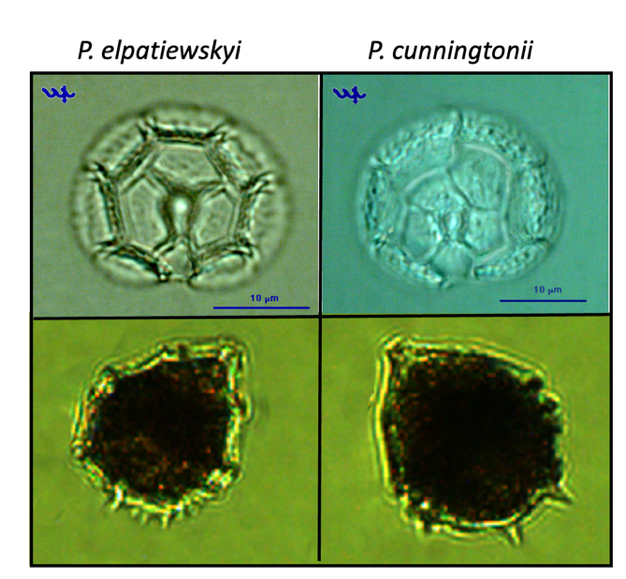 P. elpatiewskyi
P. cunningtonii
10 µm
10 µm